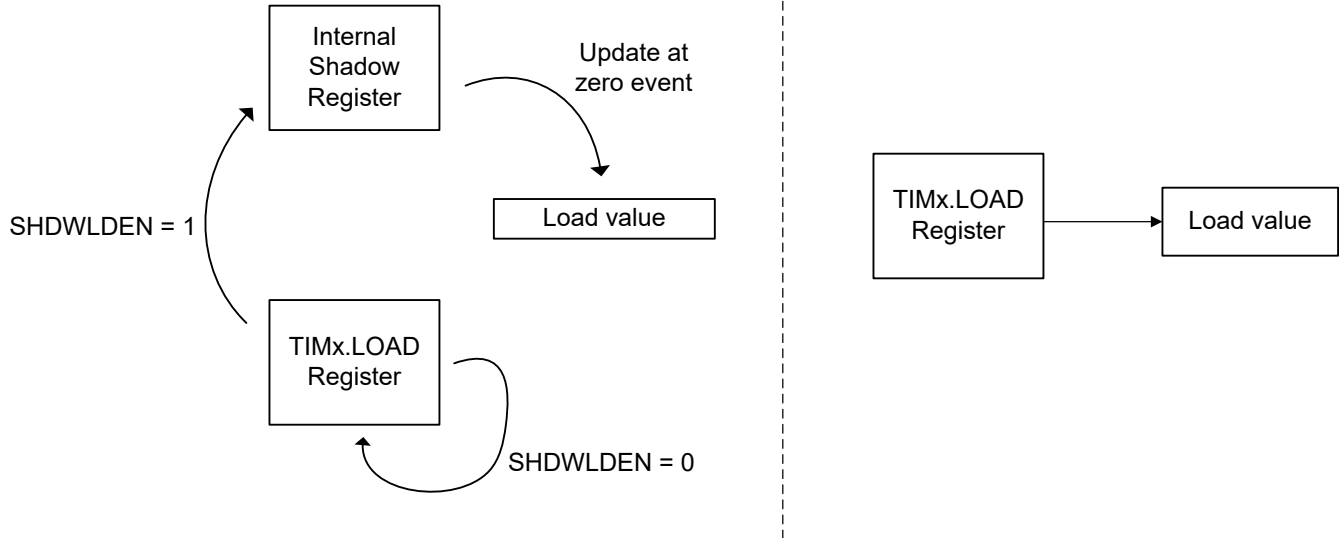 Internal
Shadow
Register
Update at
zero event
SHDWLDEN = 1
Load value
TIMx.LOAD
Register
SHDWLDEN = 0
TIMx.LOAD
Register
Load value